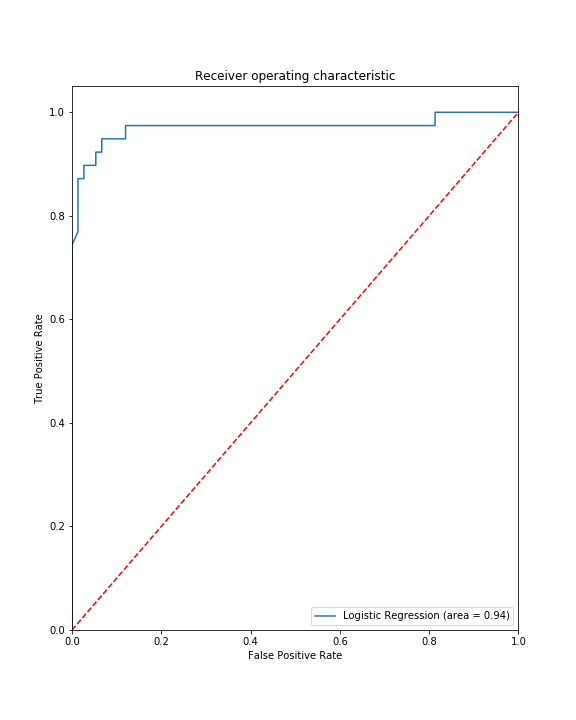 Receiver operating characteristic
True Positive Rate
1.0
0.8
0.6
0.4
0.2
0.0
Logistic Regression (area = 0.94)
0.0 0.2 0.4 0.6 0.8 1.0
False Positive Rate